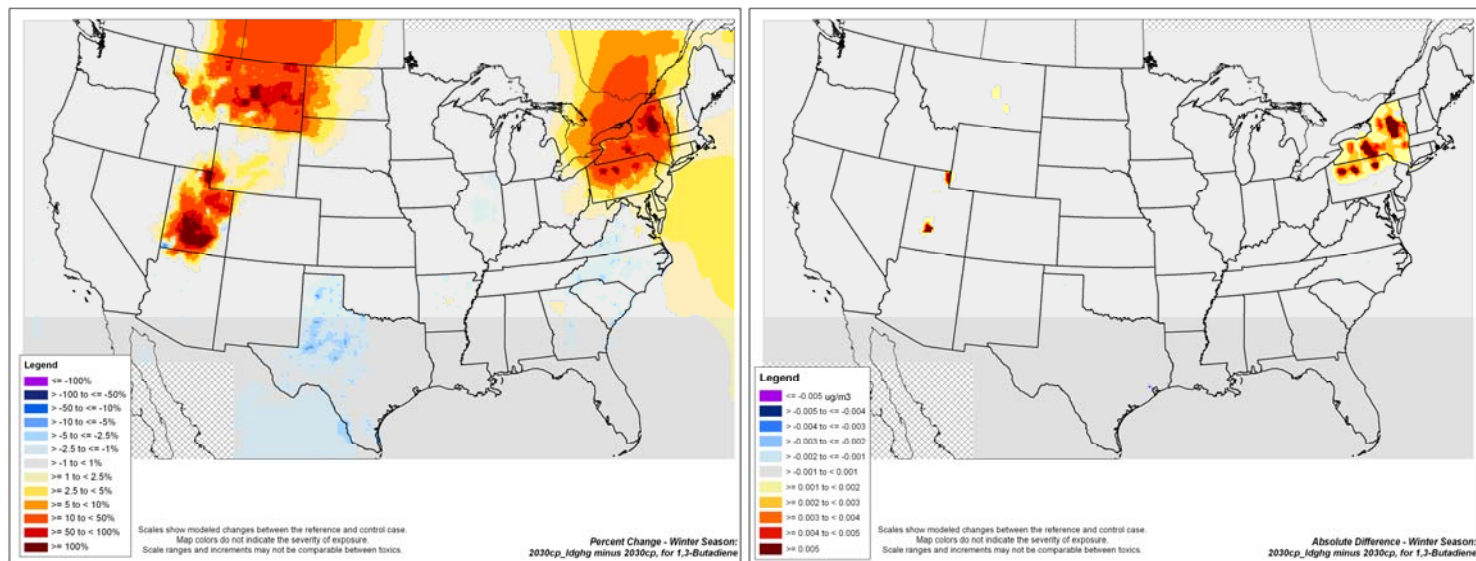 Legend
<= -100%
> -100 to <= -50%
> -50 to <= -10%
> -10 to <= -5%
> -5 to <= -2.5%
> -2.5 to <= -1%
> -1 to < 1%
>= 1 to < 2.5%
>= 2.5 to < 5%
>= 5 to < 10%
>= 10 to < 50%
>= 50 to < 100%
>= 100%
Scales show modeled changes between the reference and control case.
Map colors do not indicate the severity of exposure.
Scale ranges and increments may not be comparable between toxics.
Percent Change - Winter Season:
2030cp_ldghg minus 2030cp, for 1,3-Butadiene
Legend
<= -0.005 ug/m3
> -0.005 to <= -0.004
> -0.004 to <= -0.003
> -0.003 to <= -0.002
> -0.002 to <= -0.001
> -0.001 to < 0.001
>= 0.001 to < 0.002
>= 0.002 to < 0.003
>= 0.003 to < 0.004
>= 0.004 to < 0.005
>= 0.005
Scales show modeled changes between the reference and control case.
Map colors do not indicate the severity of exposure.
Scale ranges and increments may not be comparable between toxics.
Absolute Difference - Winter Season:
2030cp_ldghg minus 2030cp, for 1,3-Butadiene